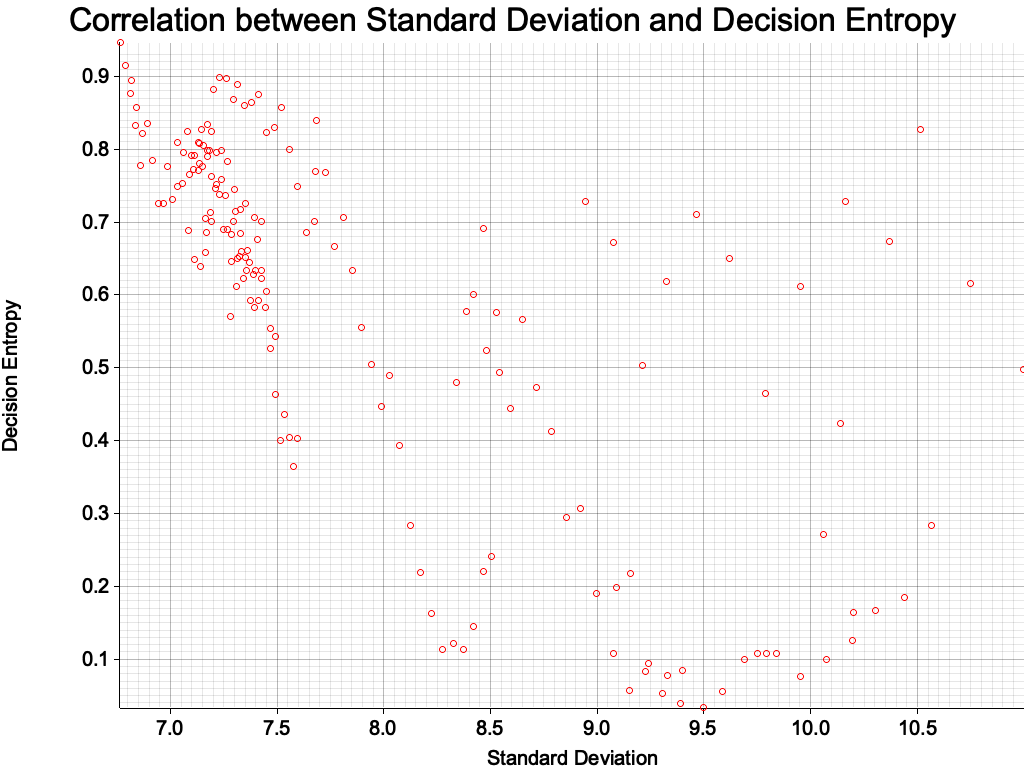 Correlation between Standard Deviation and Decision Entropy
0.9
0.8
0.7
0.6
0.5
0.4
0.3
0.2
0.1
Decision Entropy
7.0 7.5 8.0 8.5 9.0 9.5 10.0 10.5
Standard Deviation